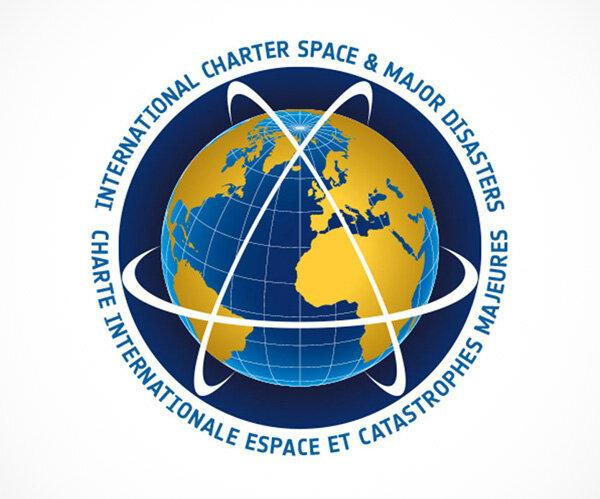 INTERNATIONAL CHARTER SPACE & MAJOR DISASTERS
CHARTE INTERNATIONALE ESPACE ET CATASTROPHES MAJEURES